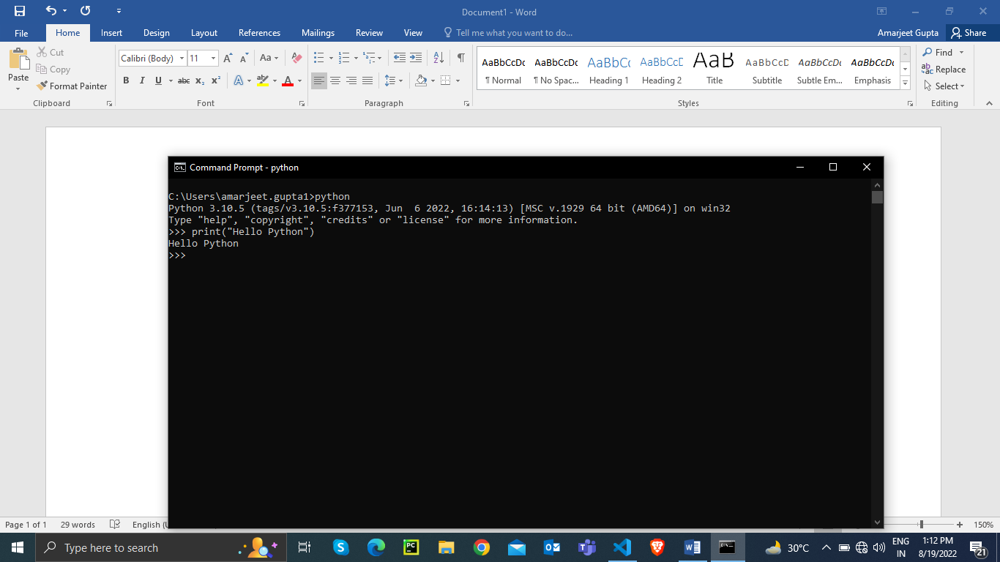 Document1 - Word
File Home Insert Design Layout References Mailings Review View Tell me what you want to do... Amarjeet Gupta Share
Paste
Cut
Copy
Format Painter
Clipboard
Calibri (Body) 11 Aa
B I U abc x₂ x² A ab A
Font
Paragraph
AaBbCcDc AaBbCcDc AaBbCc AaBbCcD AaB AaBbCcD AaBbCcDc AaBbCcDc
¶ Normal ¶ No Spac... Heading 1 Heading 2 Title Subtitle Subtle Em... Emphasis
Styles
Find
Replace
Select
Editing
Command Prompt - python
C:\Users\amarjeet.gupta1>python
Python 3.10.5 (tags/v3.10.5:f377153, Jun  6 2022, 16:14:13) [MSC v.1929 64 bit (AMD64)] on win32
Type "help", "copyright", "credits" or "license" for more information.
>>> print("Hello Python")
Hello Python
>>>
Page 1 of 1 29 words English (U 150%
Type here to search
30°C
ENG
IN
1:12 PM
8/19/2022
21